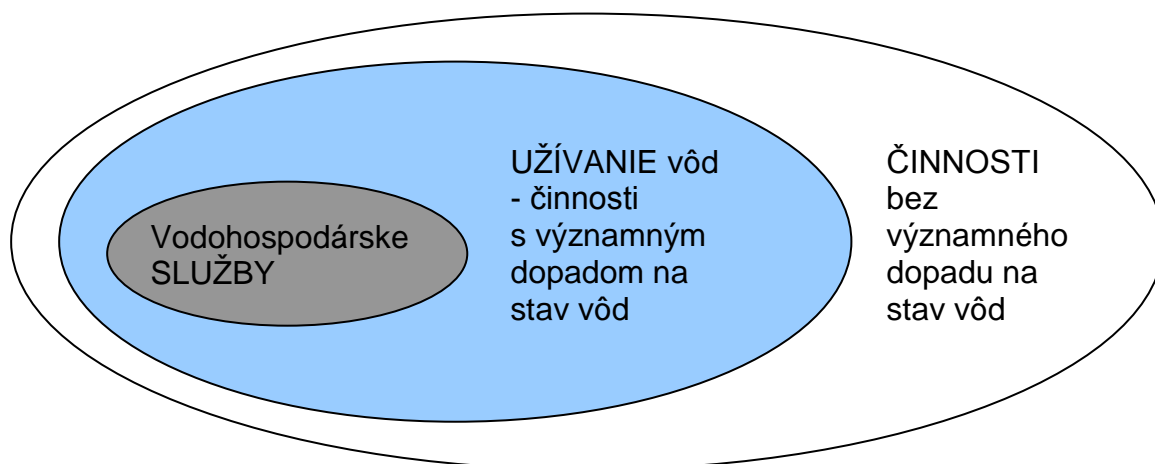 Vodohospodárske
SLUŽBY
UŽÍVANIE vôd
- činnosti
s významným
dopadom na
stav vôd
ČINNOSTI
bez
významného
dopadu na
stav vôd